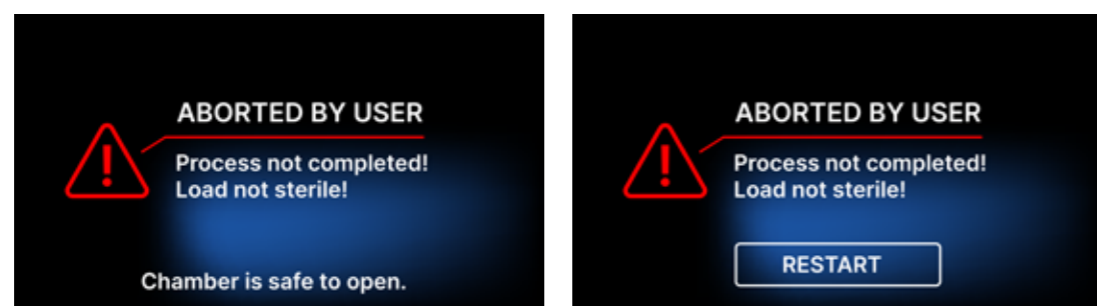 ABORTED BY USER
Process not completed!
Load not sterile!
Chamber is safe to open.
ABORTED BY USER
Process not completed!
Load not sterile!
RESTART